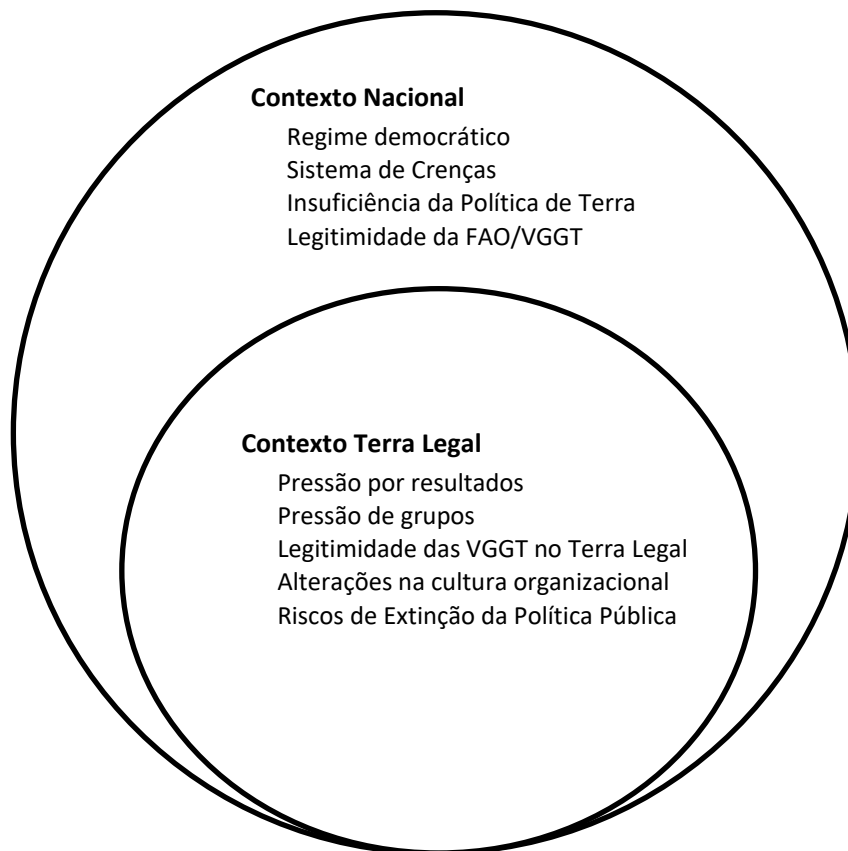 Contexto Nacional
Regime democrático
Sistema de Crenças
Insuficiência da Política de Terra
Legitimidade da FAO/VGGT
Contexto Terra Legal
Pressão por resultados
Pressão de grupos
Legitimidade das VGGT no Terra Legal
Alterações na cultura organizacional
Riscos de Extinção da Política Pública